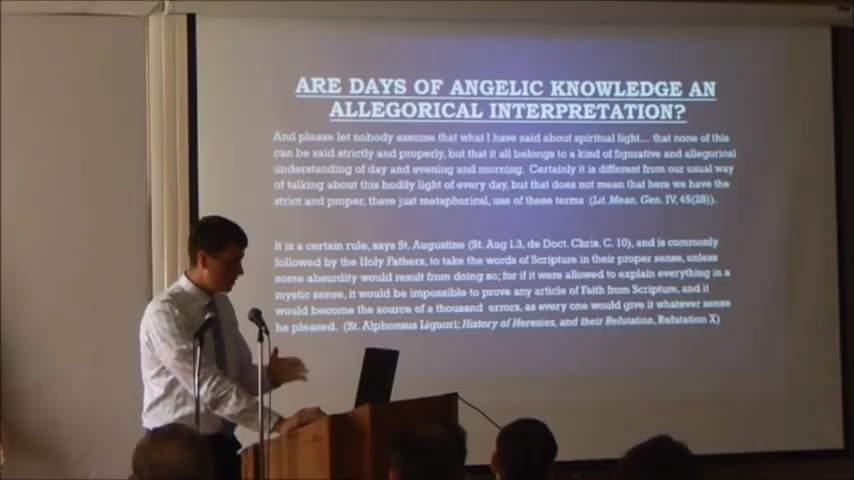 ARE DAYS OF ANGELIC KNOWLEDGE AN
ALLEGORICAL INTERPRETATION?
And please let nobody assume that what I have said about spiritual light.... that none of this
can be said strictly and properly, but that it all belongs to a kind of figurative and allegorical
understanding of day and evening and morning. Certainly it is different from our usual way
of talking about this bodily light of every day, but that does not mean that here we have the
strict and proper, there just metaphorical, use of these terms (Lit. Mean. Gen. IV, 45(28)).
It is a certain rule, says St. Augustine (St. Aug 1.3, de Doct. Chris. C. 10), and is commonly
followed by the Holy Fathers, to take the words of Scripture in their proper sense, unless
some absurdity would result from doing so; for if it were allowed to explain everything in a
mystic sense, it would be impossible to prove any article of Faith from Scripture, and it
would become the source of a thousand errors, as every one would give it whatever sense
he pleased. (St. Alphonsus Liguori; History of Heresies, and their Refutation, Refutation X)